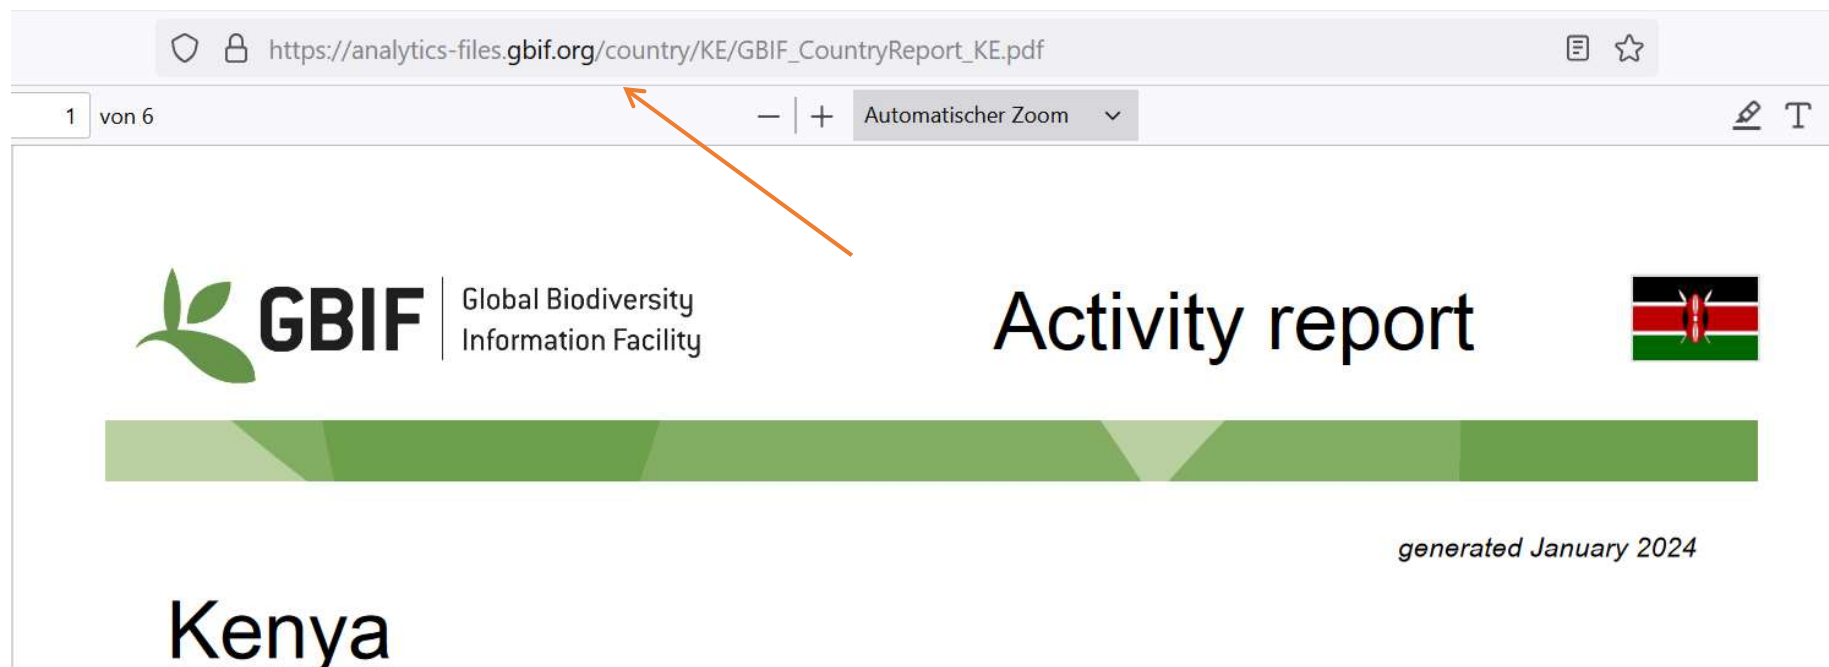 https://analytics-files.gbif.org/country/KE/GBIF_CountryReport_KE.pdf
1 von 6
Automatischer Zoom
GBIF
Global Biodiversity
Information Facility
Activity report
generated January 2024
Kenya